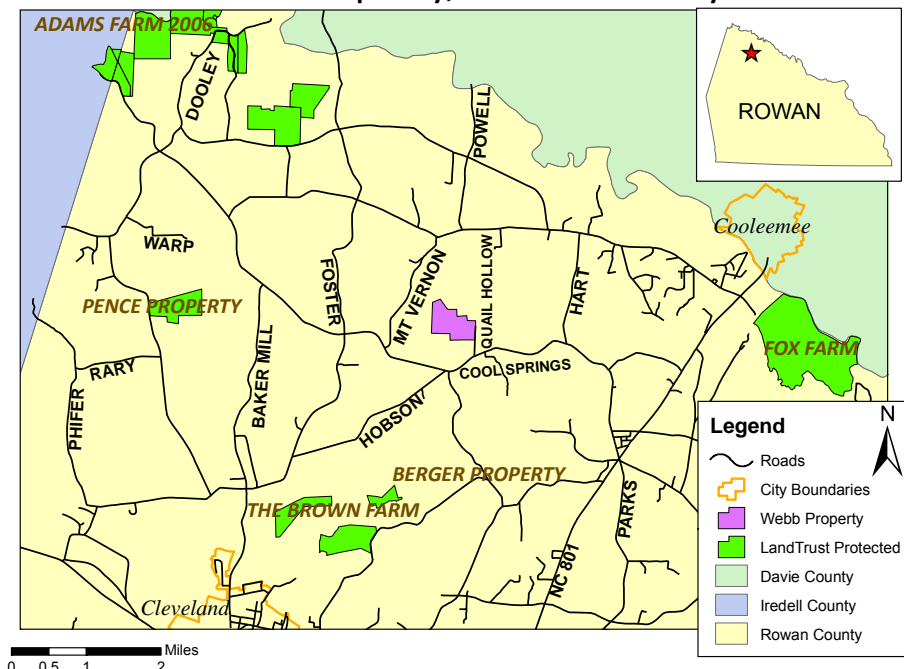 ADAMS FARM 2006
DOOLEY
POWELL
ROWAN
Cooleemee
WARP
FOSTER
MT VERNON
QUAIL HOLLOW
HART
PENCE PROPERTY
FOX FARM
RARY
BAKER MILL
COOL SPRINGS
PHIFER
HOBSON
BERGER PROPERTY
THE BROWN FARM
PARKS
NC 801
Cleveland
Legend
N
Roads
City Boundaries
Webb Property
LandTrust Protected
Davie County
Iredell County
Rowan County
Miles
0 0.5 1 2